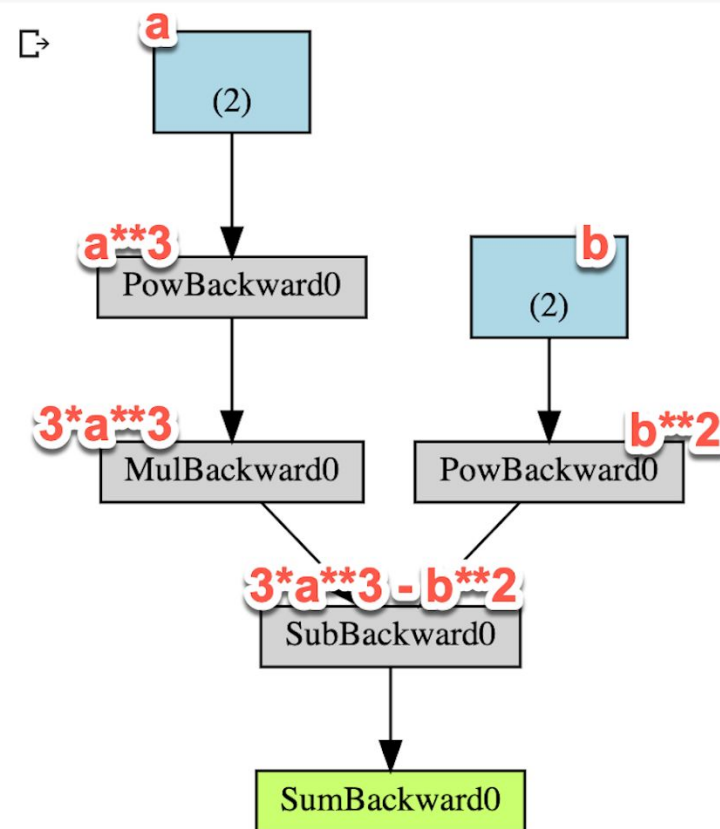 a
(2)
a**3
PowBackward0
b
(2)
3*a**3
MulBackward0
b**2
PowBackward0
3*a**3 - b**2
SubBackward0
SumBackward0